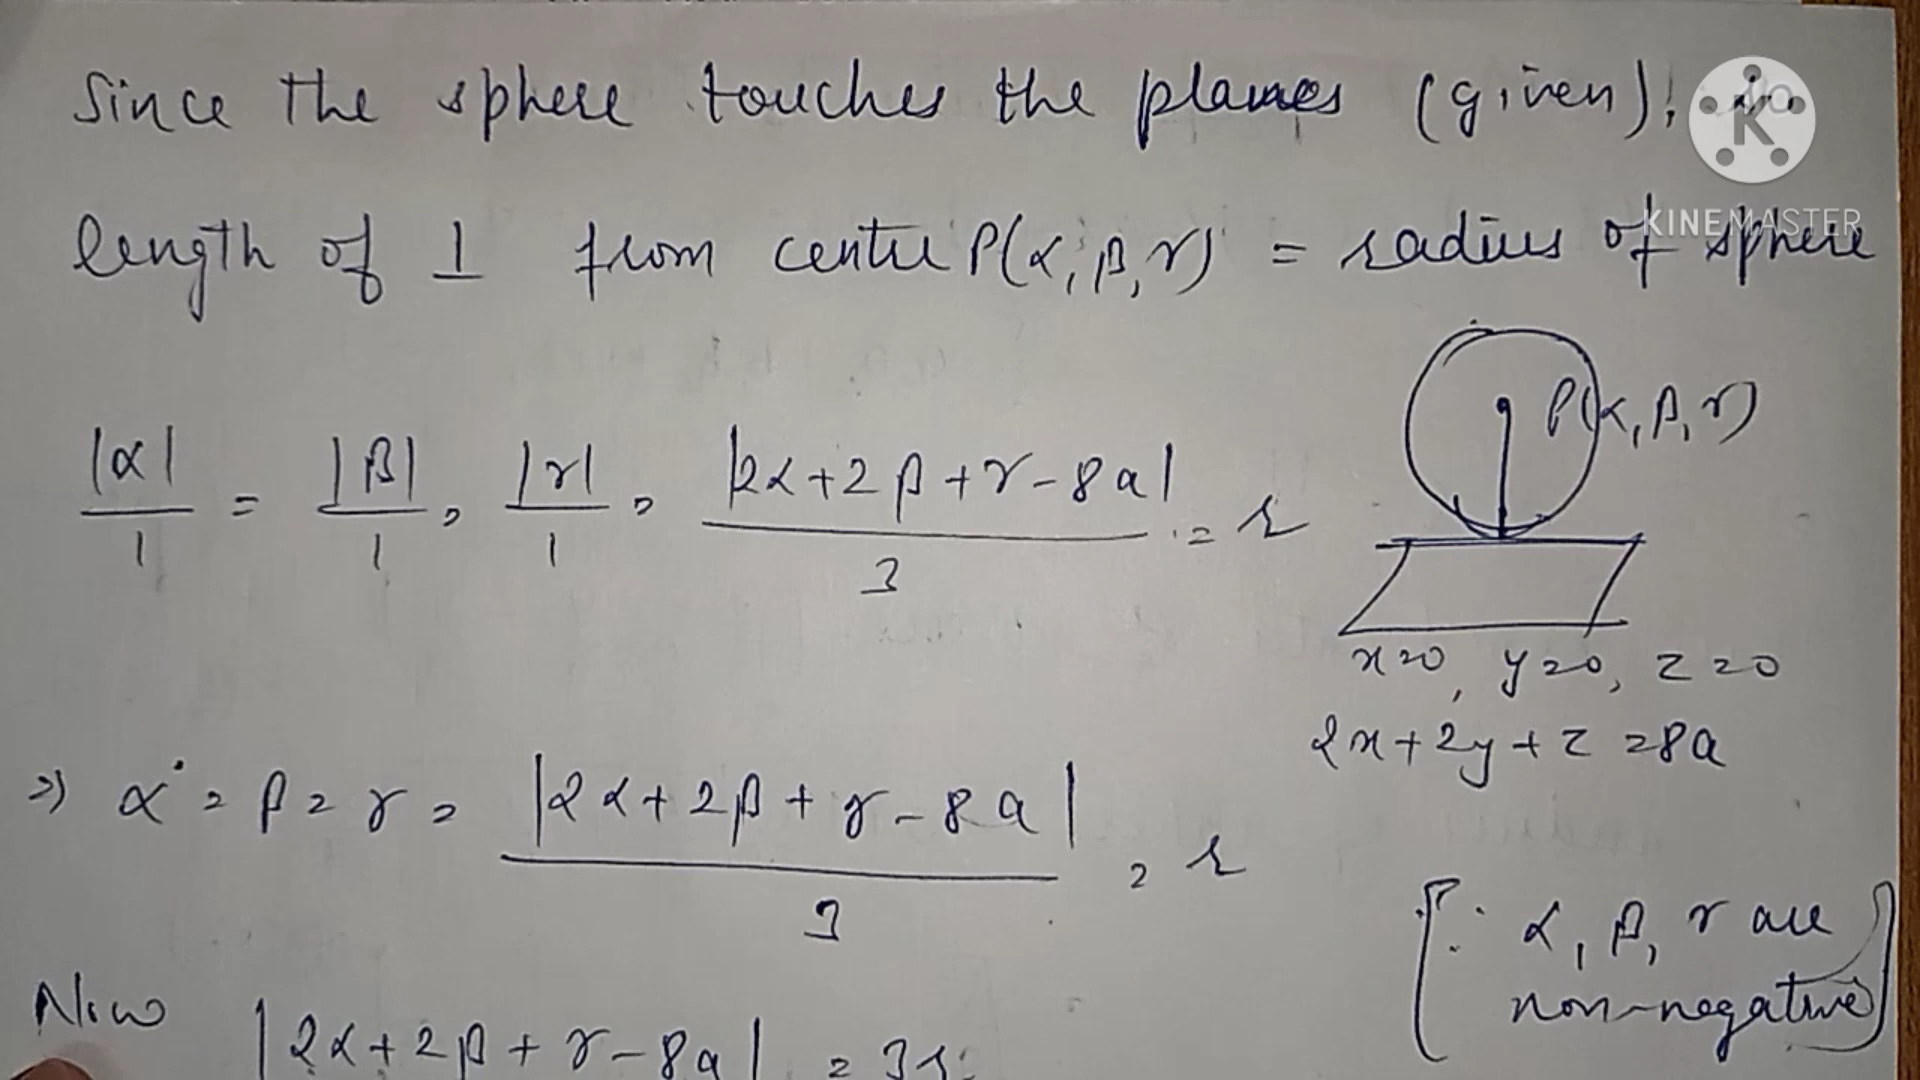 Since the sphere touches the planes (given),
K
KINEMASTER
length of ⊥ from centre P(α, β, γ) = radius of sphere
|α|/1 = |β|/1 = |γ|/1 = |2α+2β+γ-8a|/3 = r
P(α, β, γ)
x=0, y=0, z=0
2x+2y+z=8a
⇒ α = β = γ = |2α+2β+γ-8a|/3 = r
[∵ α, β, γ are
non-negative]
Now |2α+2β+γ-8a| = 3r